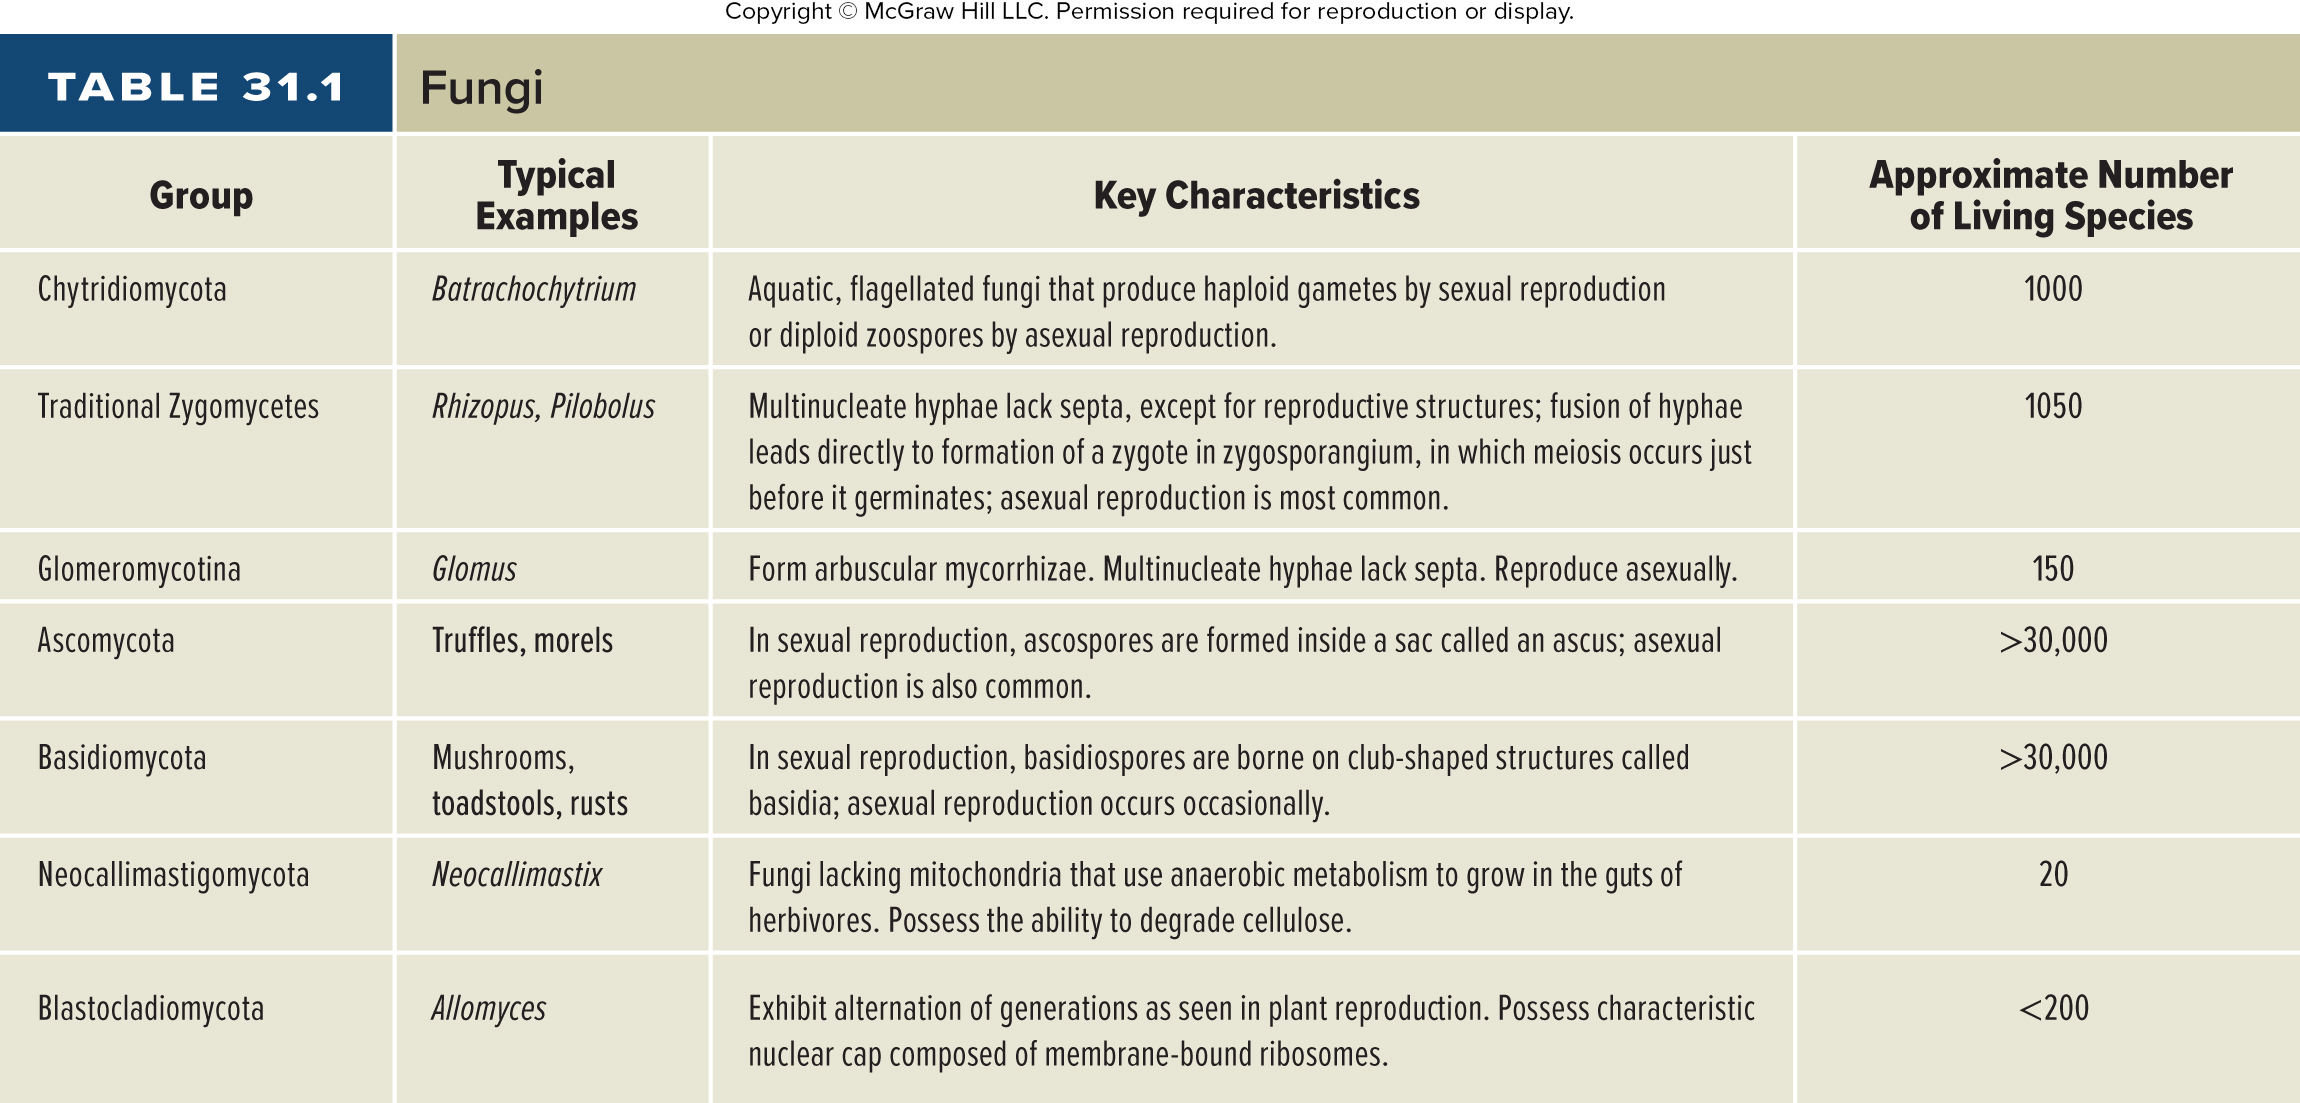 Copyright © McGraw Hill LLC. Permission required for reproduction or display.
TABLE 31.1
Fungi
Group
Typical
Examples
Key Characteristics
Approximate Number
of Living Species
Chytridiomycota
Batrachochytrium
Aquatic, flagellated fungi that produce haploid gametes by sexual reproduction
or diploid zoospores by asexual reproduction.
1000
Traditional Zygomycetes
Rhizopus, Pilobolus
Multinucleate hyphae lack septa, except for reproductive structures; fusion of hyphae
leads directly to formation of a zygote in zygosporangium, in which meiosis occurs just
before it germinates; asexual reproduction is most common.
1050
Glomeromycotina
Glomus
Form arbuscular mycorrhizae. Multinucleate hyphae lack septa. Reproduce asexually.
150
Ascomycota
Truffles, morels
In sexual reproduction, ascospores are formed inside a sac called an ascus; asexual
reproduction is also common.
>30,000
Basidiomycota
Mushrooms,
toadstools, rusts
In sexual reproduction, basidiospores are borne on club-shaped structures called
basidia; asexual reproduction occurs occasionally.
>30,000
Neocallimastigomycota
Neocallimastix
Fungi lacking mitochondria that use anaerobic metabolism to grow in the guts of
herbivores. Possess the ability to degrade cellulose.
20
Blastocladiomycota
Allomyces
Exhibit alternation of generations as seen in plant reproduction. Possess characteristic
nuclear cap composed of membrane-bound ribosomes.
<200